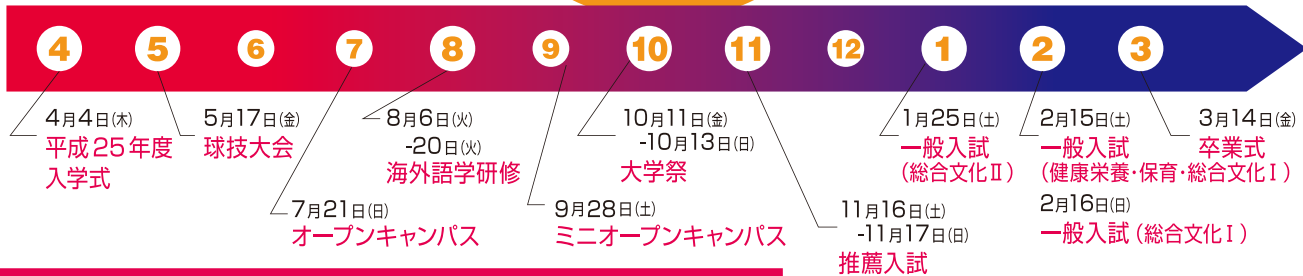 4 5 6 7 8 9 10 11 12 1 2 3
4月4日(木)
平成25年度
入学式
5月17日(金)
球技大会
7月21日(日)
オープンキャンパス
8月6日(火)
-20日(火)
海外語学研修
9月28日(土)
ミニオープンキャンパス
10月11日(金)
-10月13日(日)
大学祭
11月16日(土)
-11月17日(日)
推薦入試
1月25日(土)
一般入試
(総合文化Ⅱ)
2月15日(土)
一般入試
(健康栄養・保育・総合文化Ⅰ)
2月16日(日)
一般入試(総合文化Ⅰ)
3月14日(金)
卒業式